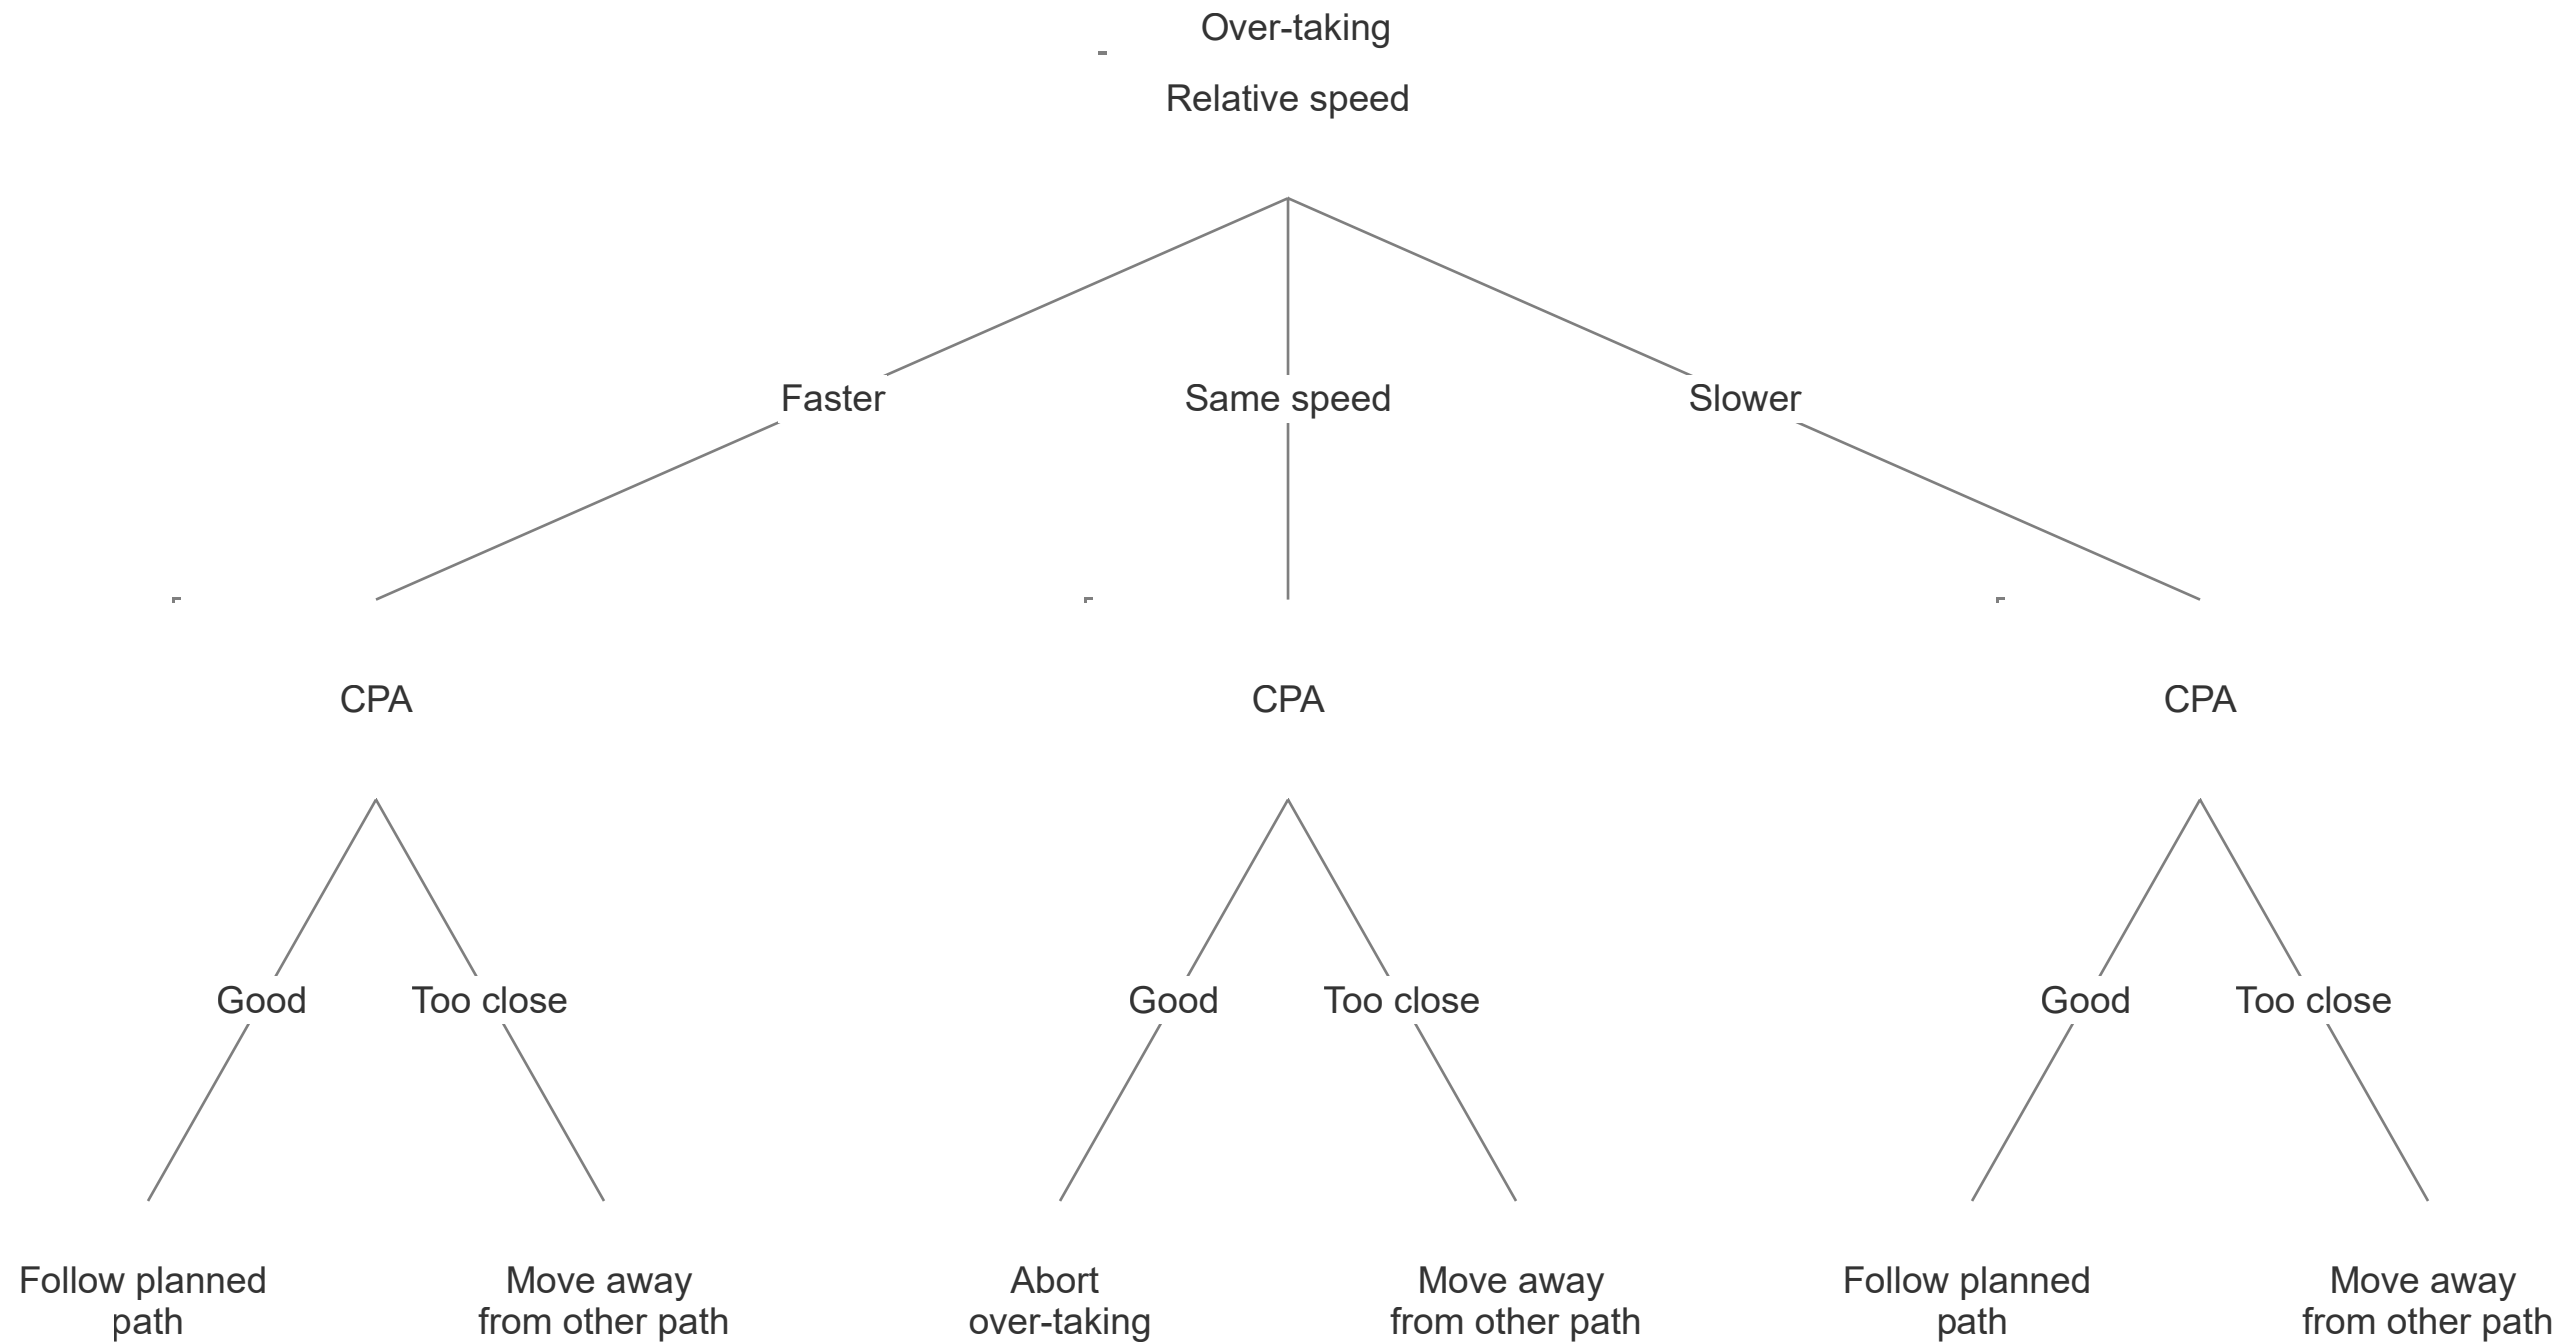 Over-taking
Relative speed
Faster
Same speed
Slower
CPA
CPA
CPA
Good
Too close
Good
Too close
Good
Too close
Follow planned
path
Move away
from other path
Abort
over-taking
Move away
from other path
Follow planned
path
Move away
from other path